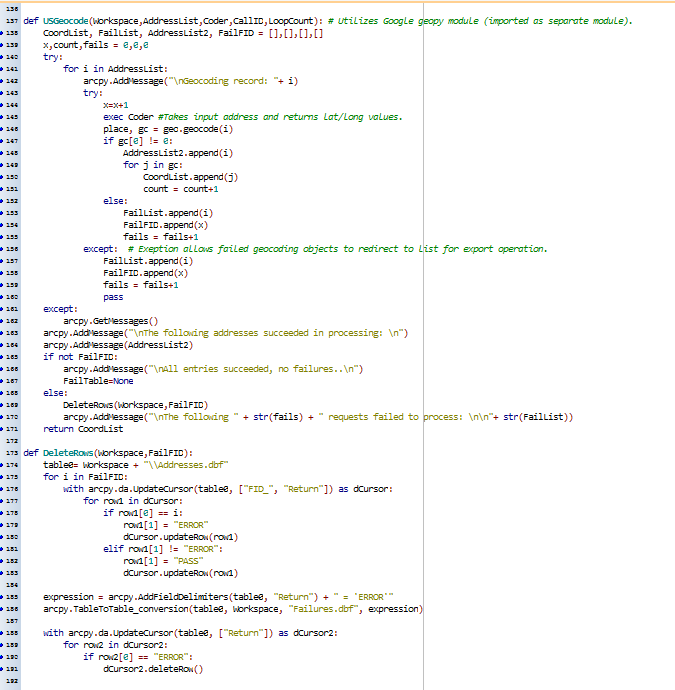 136
137 def USGeocode(Workspace,AddressList,Coder,CallID,LoopCount): # Utilizes Google geopy module (imported as separate module).
138     CoordList, FailList, AddressList2, FailFID = [],[],[],[]
139     x,count,fails = 0,0,0
140     try:
141         for i in AddressList:
142             arcpy.AddMessage("\nGeocoding record: "+ i)
143             try:
144                 x=x+1
145                 exec Coder #Takes input address and returns lat/long values.
146                 place, gc = geo.geocode(i)
147                 if gc[0] != 0:
148                     AddressList2.append(i)
149                     for j in gc:
150                         CoordList.append(j)
151                         count = count+1
152                 else:
153                     FailList.append(i)
154                     FailFID.append(x)
155                     fails = fails+1
156             except:  # Exeption allows failed geocoding objects to redirect to list for export operation.
157                 FailList.append(i)
158                 FailFID.append(x)
159                 fails = fails+1
160                 pass
161     except:
162         arcpy.GetMessages()
163     arcpy.AddMessage("\nThe following addresses succeeded in processing: \n")
164     arcpy.AddMessage(AddressList2)
165     if not FailFID:
166         arcpy.AddMessage("\nAll entries succeeded, no failures..\n")
167         FailTable=None
168     else:
169         DeleteRows(Workspace,FailFID)
170         arcpy.AddMessage("\nThe following " + str(fails) + " requests failed to process: \n\n"+ str(FailList))
171     return CoordList
172
173 def DeleteRows(Workspace,FailFID):
174     table0= Workspace + "\\Addresses.dbf"
175     for i in FailFID:
176         with arcpy.da.UpdateCursor(table0, ["FID_", "Return"]) as dCursor:
177             for row1 in dCursor:
178                 if row1[0] == i:
179                     row1[1] = "ERROR"
180                     dCursor.updateRow(row1)
181                 elif row1[1] != "ERROR":
182                     row1[1] = "PASS"
183                     dCursor.updateRow(row1)
184
185     expression = arcpy.AddFieldDelimiters(table0, "Return") + " = 'ERROR'"
186     arcpy.TableToTable_conversion(table0, Workspace, "Failures.dbf", expression)
187
188     with arcpy.da.UpdateCursor(table0, ["Return"]) as dCursor2:
189         for row2 in dCursor2:
190             if row2[0] == "ERROR":
191                 dCursor2.deleteRow()
192